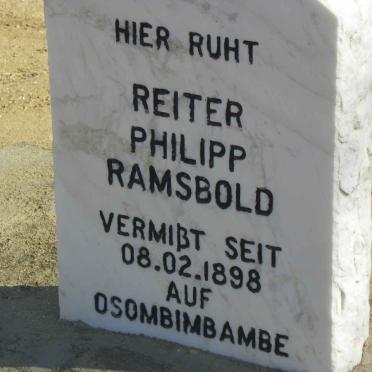 HIER RUHT
REITER
PHILIPP
RAMSBOLD
VERMIßT SEIT
08.02.1898
AUF
OSOMBIMBAMBE